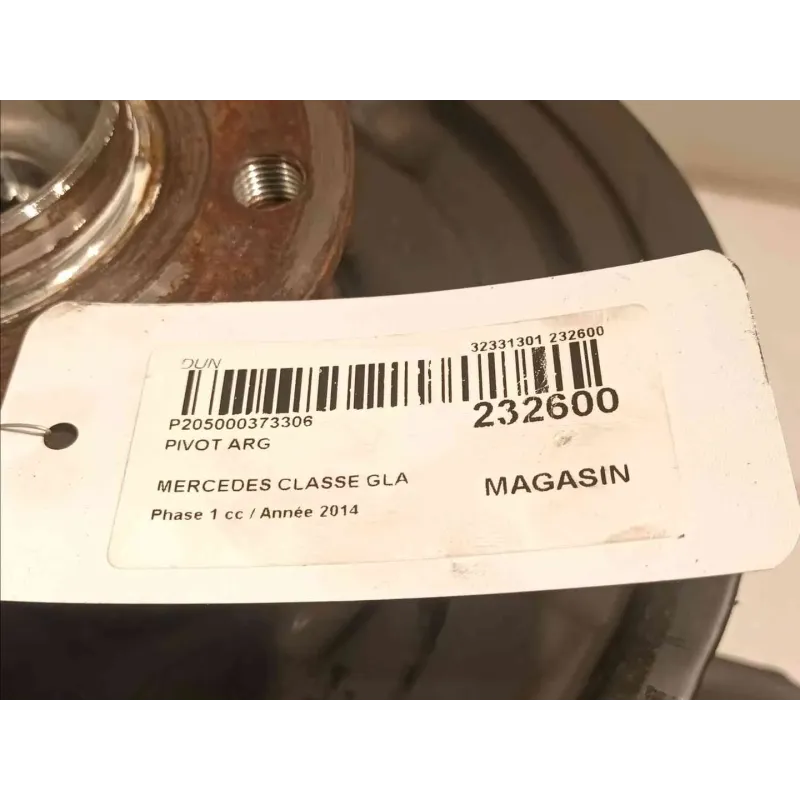 DUN
32331301 232600
P205000373306
232600
PIVOT ARG
MERCEDES CLASSE GLA
MAGASIN
Phase 1 cc / Année 2014